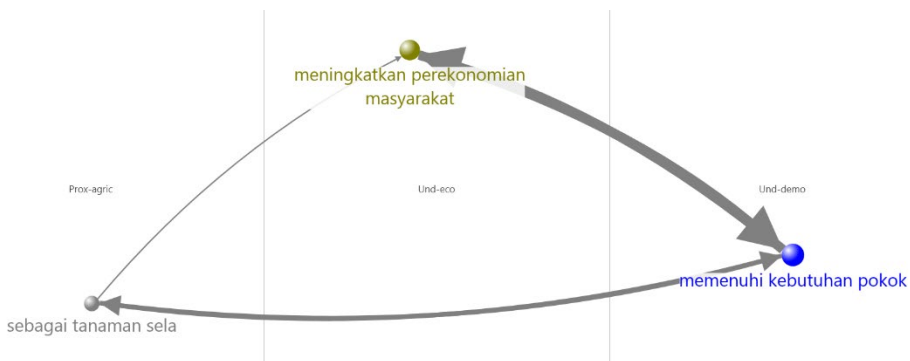 meningkatkan perekonomian
masyarakat
Prox-agric
Und-eco
Und-demo
memenuhi kebutuhan pokok
sebagai tanaman sela